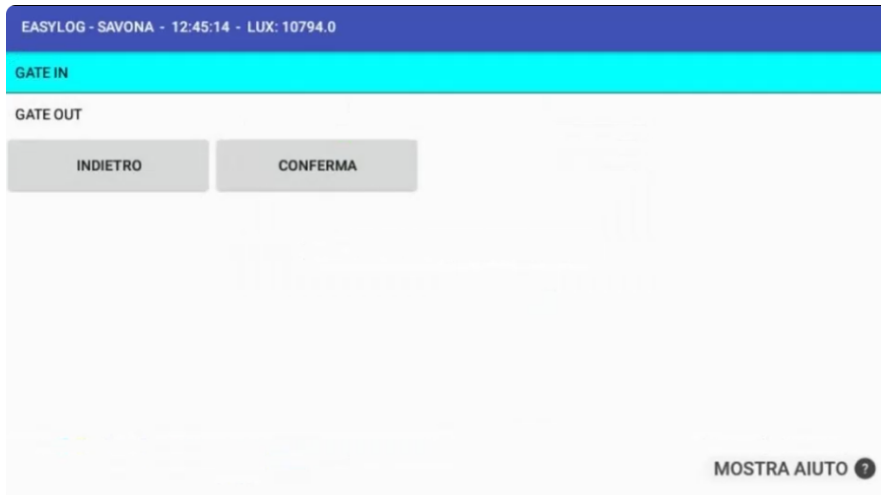 EASYLOG - SAVONA - 12:45:14 - LUX: 10794.0
GATE IN
GATE OUT
INDIETRO CONFERMA
MOSTRA AIUTO ?